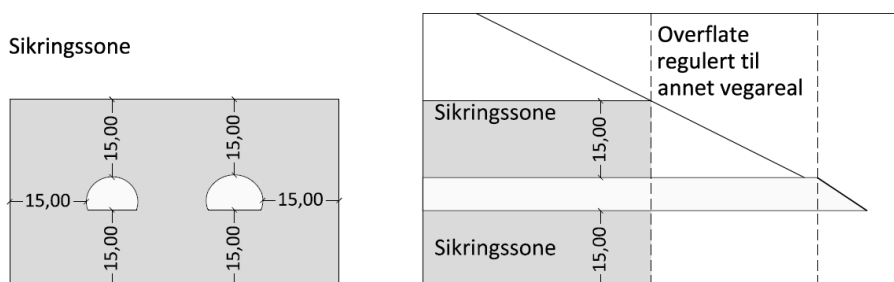 Sikringssone
15,00
15,00
15,00
15,00
15,00
15,00
Overflate
regulert til
annet vegareal
Sikringssone
15,00
Sikringssone
15,00